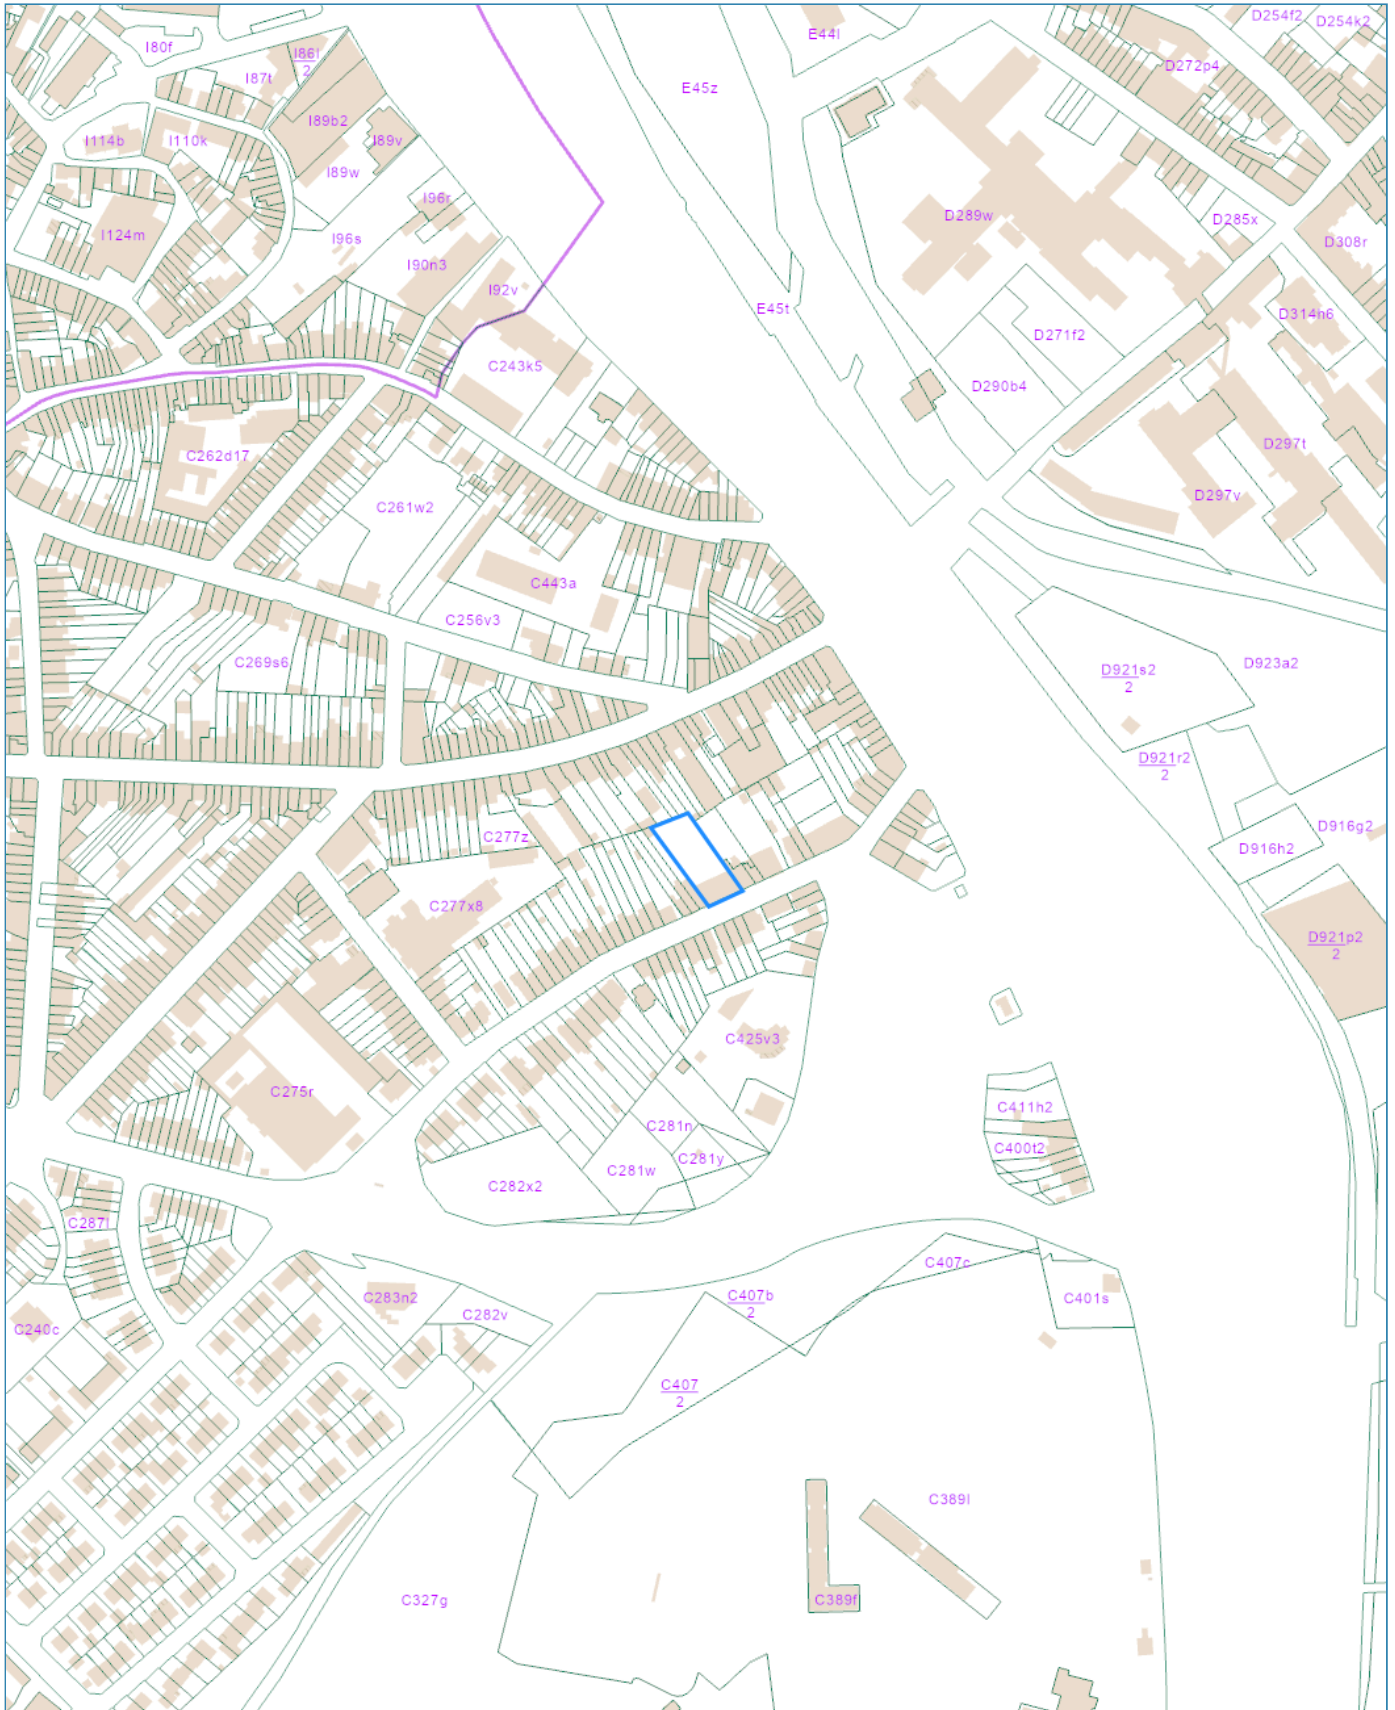 D254f2
D254k2
E44l
I80f
I86l
2
D272p4
I87t
E45z
I89b2
I114b
I110k
I89v
I89w
I96r
D289w
D285x
I124m
I96s
D308r
I90n3
I92v
E45t
D314h6
D271f2
C243k5
D290b4
D297t
C262d17
D297v
C261w2
C443a
C256v3
C269s6
D923a2
D921s2
2
D921r2
2
D916g2
C277z
D916h2
C277x8
D921p2
2
C425v3
C275r
C411h2
C281n
C400t2
C281y
C281w
C282x2
C287l
C407c
C283n2
C407b
2
C401s
C282v
C240c
C407
2
C389l
C327g
C389f